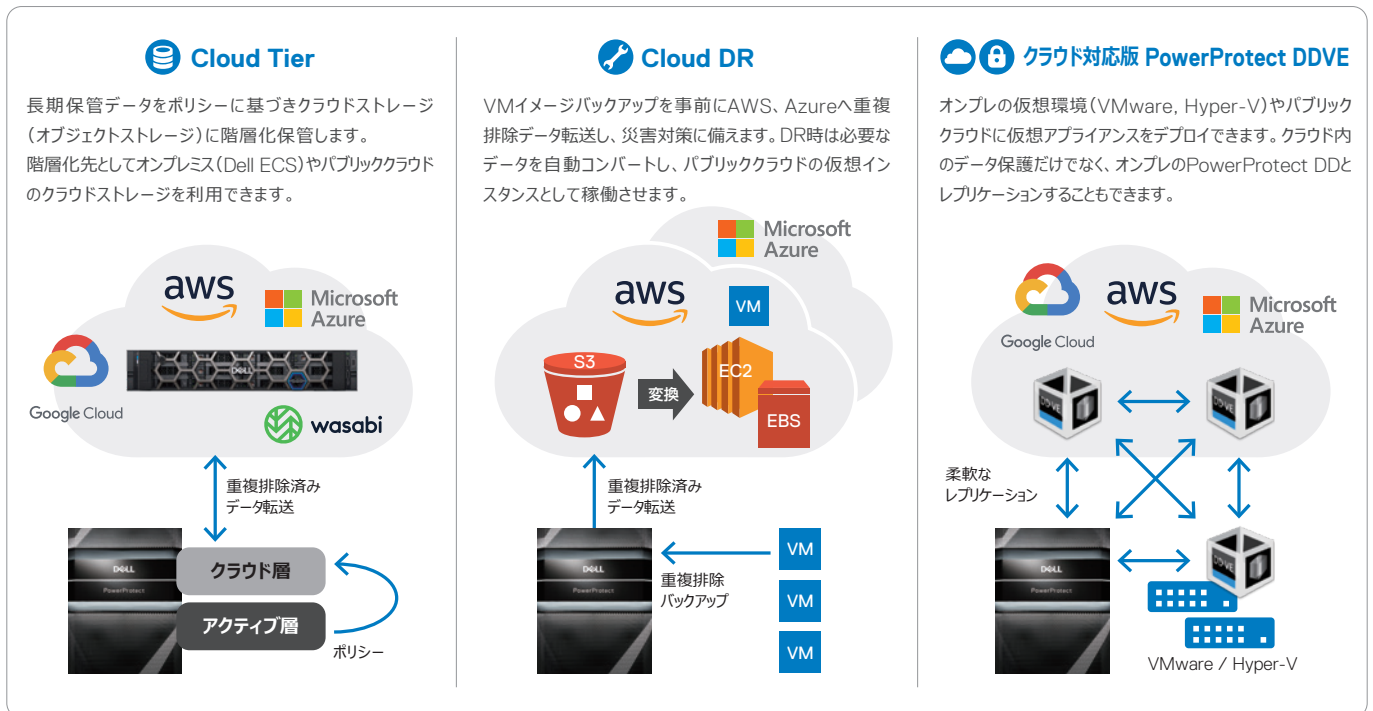 Cloud Tier
長期保管データをポリシーに基づきクラウドストレージ
(オブジェクトストレージ)に階層化保管します。
階層化先としてオンプレミス(Dell ECS)やパブリッククラウド
のクラウドストレージを利用できます。
aws
Microsoft
Azure
DELL
Google Cloud
wasabi
重複排除済み
データ転送
DELL
PowerProtect
クラウド層
アクティブ層
ポリシー
Cloud DR
VMイメージバックアップを事前にAWS、Azureへ重複
排除データ転送し、災害対策に備えます。DR時は必要な
データを自動コンバートし、パブリッククラウドの仮想イン
スタンスとして稼働させます。
Microsoft
Azure
aws
VM
S3
変換
EC2
EBS
重複排除済み
データ転送
DELL
PowerProtect
重複排除
バックアップ
VM
VM
VM
クラウド対応版 PowerProtect DDVE
オンプレの仮想環境(VMware, Hyper-V)やパブリック
クラウドに仮想アプライアンスをデプロイできます。クラウド内
のデータ保護だけでなく、オンプレのPowerProtect DDと
レプリケーションすることもできます。
Google Cloud
aws
Microsoft
Azure
DDVE
DDVE
柔軟な
レプリケーション
DELL
PowerProtect
DDVE
VMware / Hyper-V